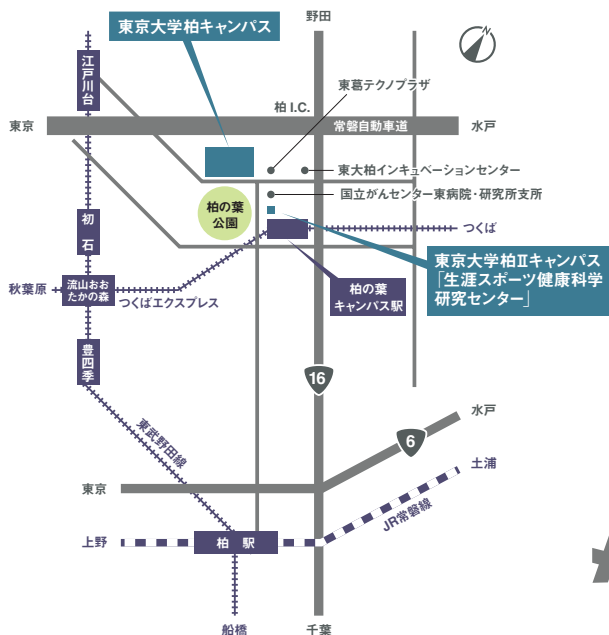 東京大学柏キャンパス
野田
江戸川台
東葛テクノプラザ
柏 I.C.
東京
常磐自動車道
水戸
東大柏インキュベーションセンター
国立がんセンター東病院・研究所支所
柏の葉
公園
初石
つくば
東京大学柏Ⅱキャンパス
「生涯スポーツ健康科学
研究センター」
柏の葉
キャンパス駅
秋葉原
流山おお
たかの森
つくばエクスプレス
豊四季
16
水戸
6
東武野田線
土浦
東京
JR常磐線
上野
柏 駅
船橋
千葉